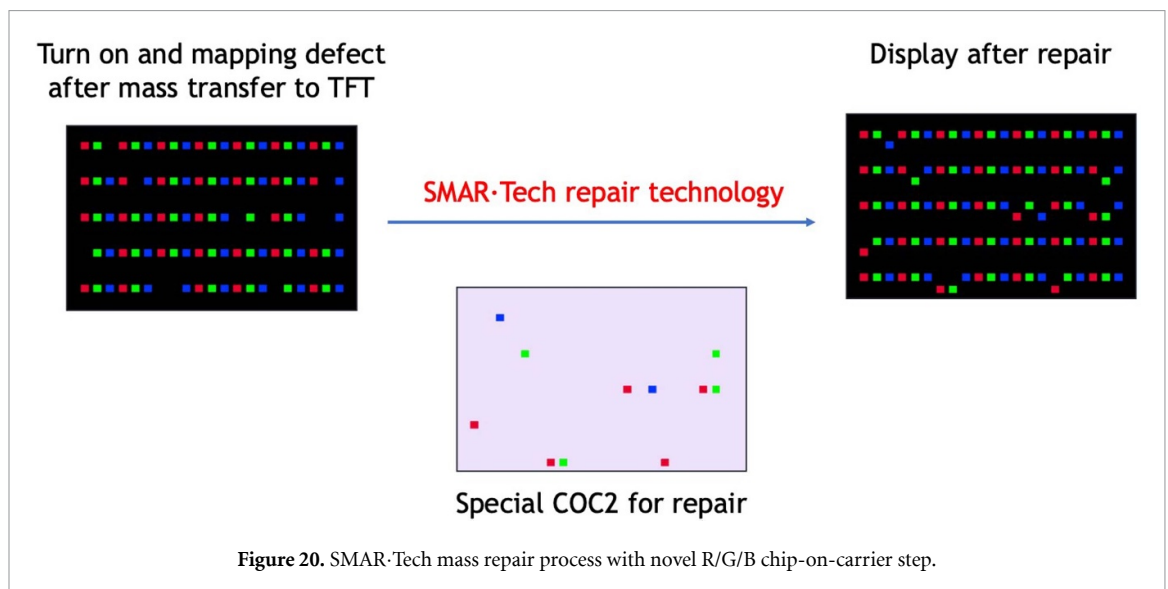 Turn on and mapping defect
after mass transfer to TFT
Display after repair
SMAR·Tech repair technology
Special COC2 for repair
Figure 20. SMAR·Tech mass repair process with novel R/G/B chip-on-carrier step.